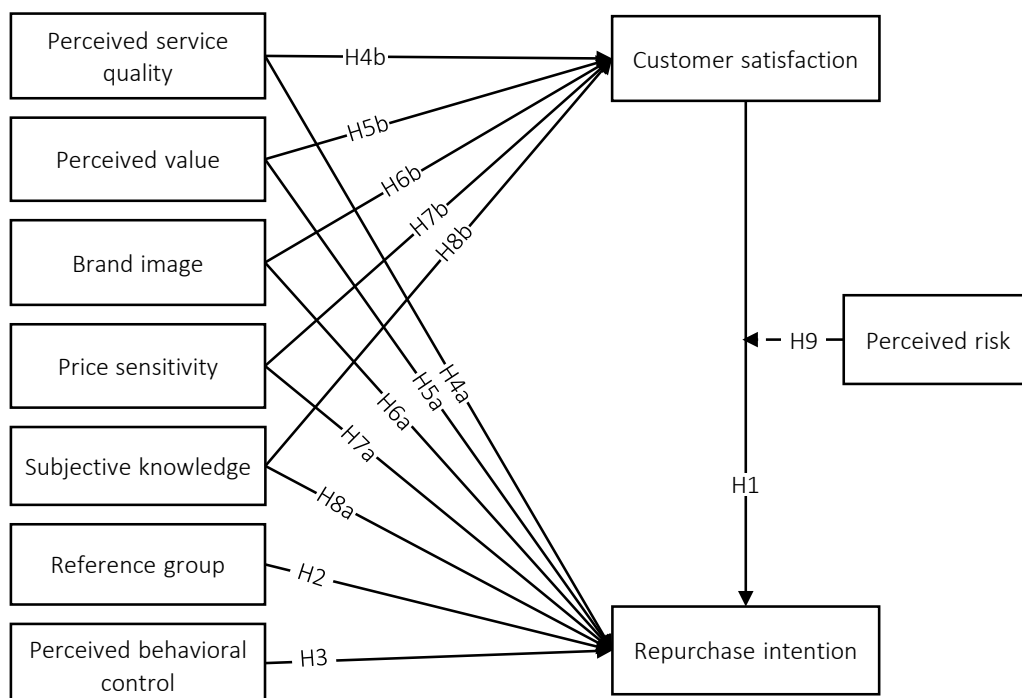 Perceived service
quality
H4b
Customer satisfaction
H5b
Perceived value
H6b
Brand image
H7b
H8b
Price sensitivity
H9
Perceived risk
H4a
H5a
H6a
H7a
Subjective knowledge
H8a
H1
Reference group
H2
Perceived behavioral
control
H3
Repurchase intention